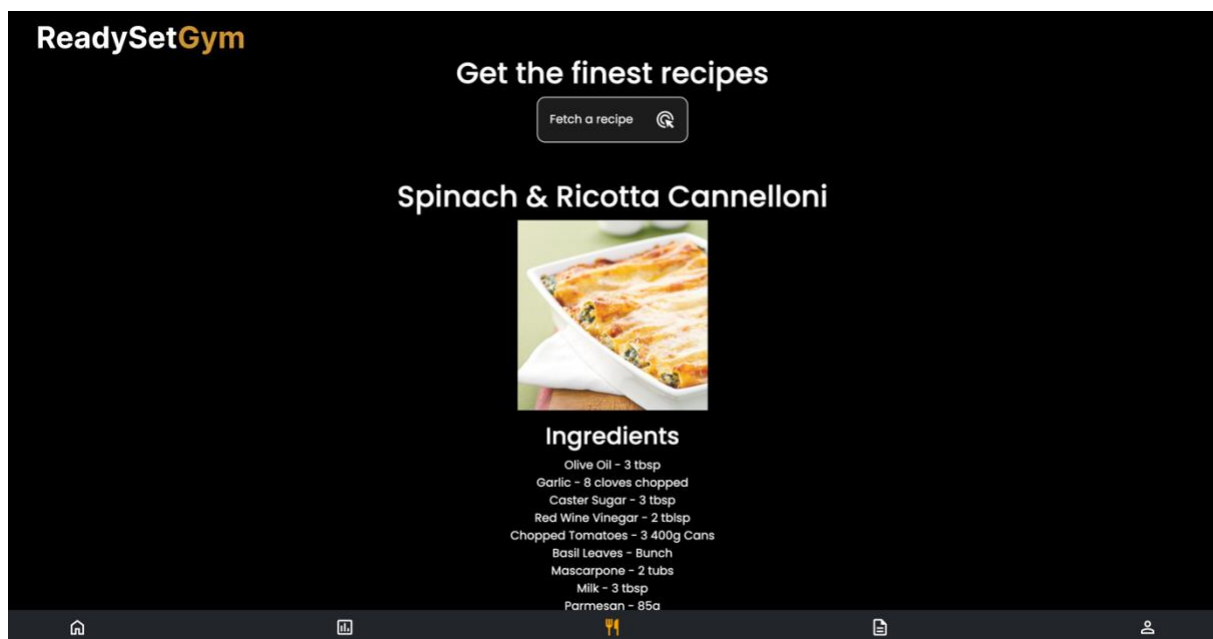 ReadySetGym
Get the finest recipes
Fetch a recipe
Spinach & Ricotta Cannelloni
Ingredients
Olive Oil - 3 tbsp
Garlic - 8 cloves chopped
Caster Sugar - 3 tbsp
Red Wine Vinegar - 2 tblsp
Chopped Tomatoes - 3 400g Cans
Basil Leaves - Bunch
Mascarpone - 2 tubs
Milk - 3 tbsp
Parmesan - 85g